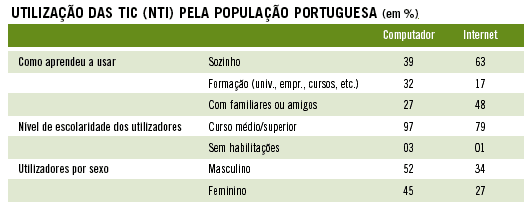 UTILIZAÇÃO DAS TIC (NTI) PELA POPULAÇÃO PORTUGUESA (em %)
Computador Internet
Como aprendeu a usar Sozinho 39 63
Formação (univ., empr., cursos, etc.) 32 17
Com familiares ou amigos 27 48
Nível de escolaridade dos utilizadores Curso médio/superior 97 79
Sem habilitações 03 01
Utilizadores por sexo Masculino 52 34
Feminino 45 27